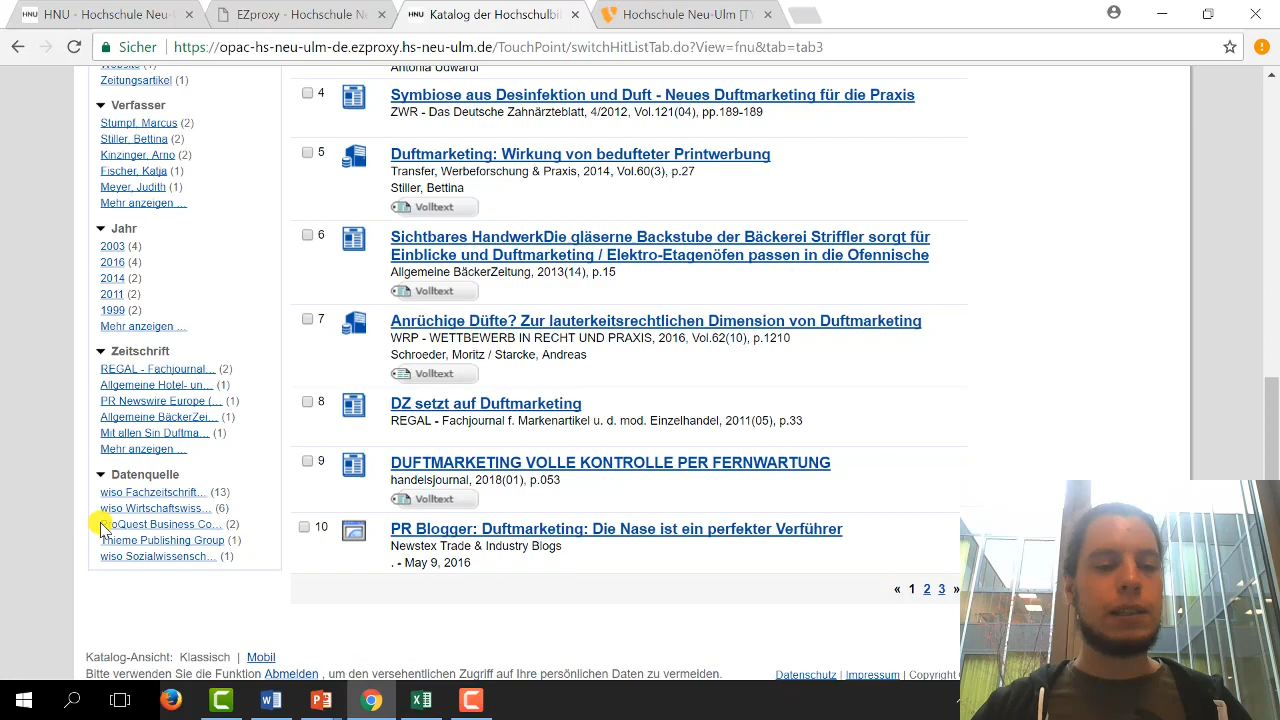 HNU - Hochschule Neu-U
EZproxy - Hochschule Ne
Katalog der Hochschulbi
Hochschule Neu-Ulm [TY
Sicher
https://opac-hs-neu-ulm-de.ezproxy.hs-neu-ulm.de/TouchPoint/switchHitListTab.do?View=fnu&tab=tab3
Website (1)
Zeitungsartikel (1)
Verfasser
Stumpf, Marcus (2)
Stiller, Bettina (2)
Kinzinger, Arno (2)
Fischer, Katja (1)
Meyer, Judith (1)
Mehr anzeigen ...
Jahr
2003 (4)
2016 (4)
2014 (2)
2011 (2)
1999 (2)
Mehr anzeigen ...
Zeitschrift
REGAL - Fachjournal... (2)
Allgemeine Hotel- un... (1)
PR Newswire Europe (... (1)
Allgemeine BäckerZei... (1)
Mit allen Sin Duftma... (1)
Mehr anzeigen ...
Datenquelle
wiso Fachzeitschrift... (13)
wiso Wirtschaftswiss... (6)
ProQuest Business Co... (2)
Thieme Publishing Group (1)
wiso Sozialwissensch... (1)
Antonia Udwardi
4 Symbiose aus Desinfektion und Duft - Neues Duftmarketing für die Praxis
ZWR - Das Deutsche Zahnärzteblatt, 4/2012, Vol.121(04), pp.189-189
5 Duftmarketing: Wirkung von bedufteter Printwerbung
Transfer, Werbeforschung & Praxis, 2014, Vol.60(3), p.27
Stiller, Bettina
Volltext
6 Sichtbares HandwerkDie gläserne Backstube der Bäckerei Striffler sorgt für
Einblicke und Duftmarketing / Elektro-Etagenöfen passen in die Ofennische
Allgemeine BäckerZeitung, 2013(14), p.15
Volltext
7 Anrüchige Düfte? Zur lauterkeitsrechtlichen Dimension von Duftmarketing
WRP - WETTBEWERB IN RECHT UND PRAXIS, 2016, Vol.62(10), p.1210
Schroeder, Moritz / Starcke, Andreas
Volltext
8 DZ setzt auf Duftmarketing
REGAL - Fachjournal f. Markenartikel u. d. mod. Einzelhandel, 2011(05), p.33
9 DUFTMARKETING VOLLE KONTROLLE PER FERNWARTUNG
handelsjournal, 2018(01), p.053
Volltext
10 PR Blogger: Duftmarketing: Die Nase ist ein perfekter Verführer
Newstex Trade & Industry Blogs
. - May 9, 2016
« 1 2 3 »
Katalog-Ansicht: Klassisch | Mobil
Bitte verwenden Sie die Funktion Abmelden , um den versehentlichen Zugriff auf Ihre persönlichen Daten zu vermeiden.
Datenschutz | Impressum | Copyright